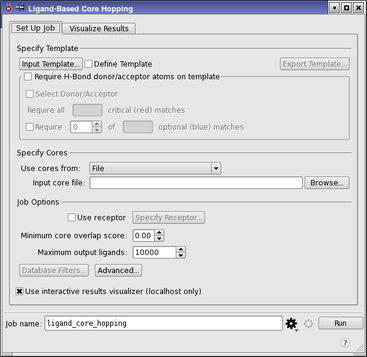 Ligand-Based Core Hopping
Set Up Job Visualize Results
Specify Template
Input Template... Define Template Export Template...
Require H-Bond donor/acceptor atoms on template
Select Donor/Acceptor
Require all critical (red) matches
Require 0 of optional (blue) matches
Specify Cores
Use cores from: File
Input core file: Browse...
Job Options
Use receptor Specify Receptor...
Minimum core overlap score: 0.00
Maximum output ligands: 10000
Database Filters... Advanced...
Use interactive results visualizer (localhost only)
Job name: ligand_core_hopping Run
?